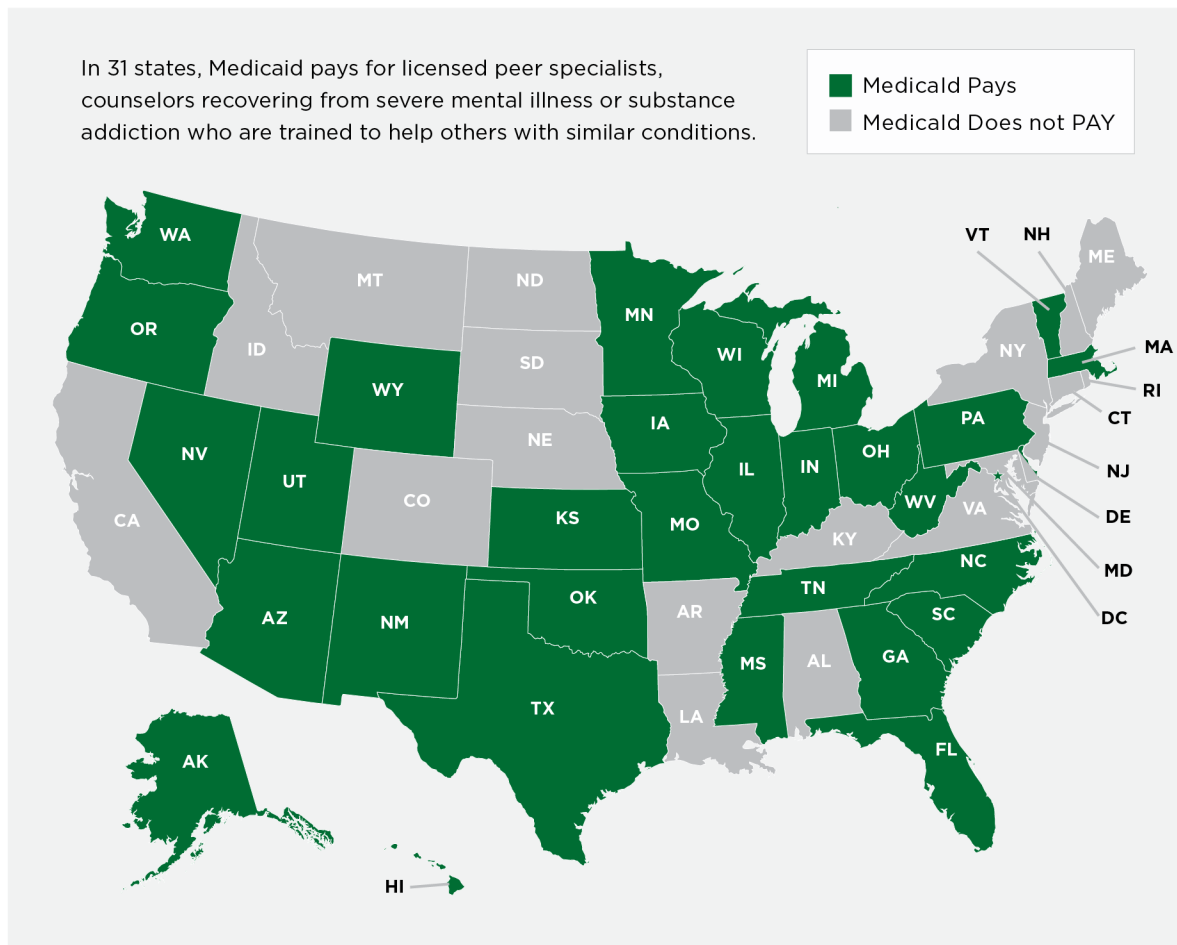 In 31 states, Medicaid pays for licensed peer specialists,
counselors recovering from severe mental illness or substance
addiction who are trained to help others with similar conditions.
Medicald Pays
Medicald Does not PAY
WA
OR
ID
MT
ND
MN
SD
WY
NE
IA
WI
MI
NV
UT
CO
KS
MO
IL
IN
OH
PA
NY
VT
NH
ME
MA
RI
CT
NJ
DE
MD
DC
CA
AZ
NM
OK
AR
KY
WV
VA
TN
NC
SC
TX
LA
MS
AL
GA
FL
AK
HI